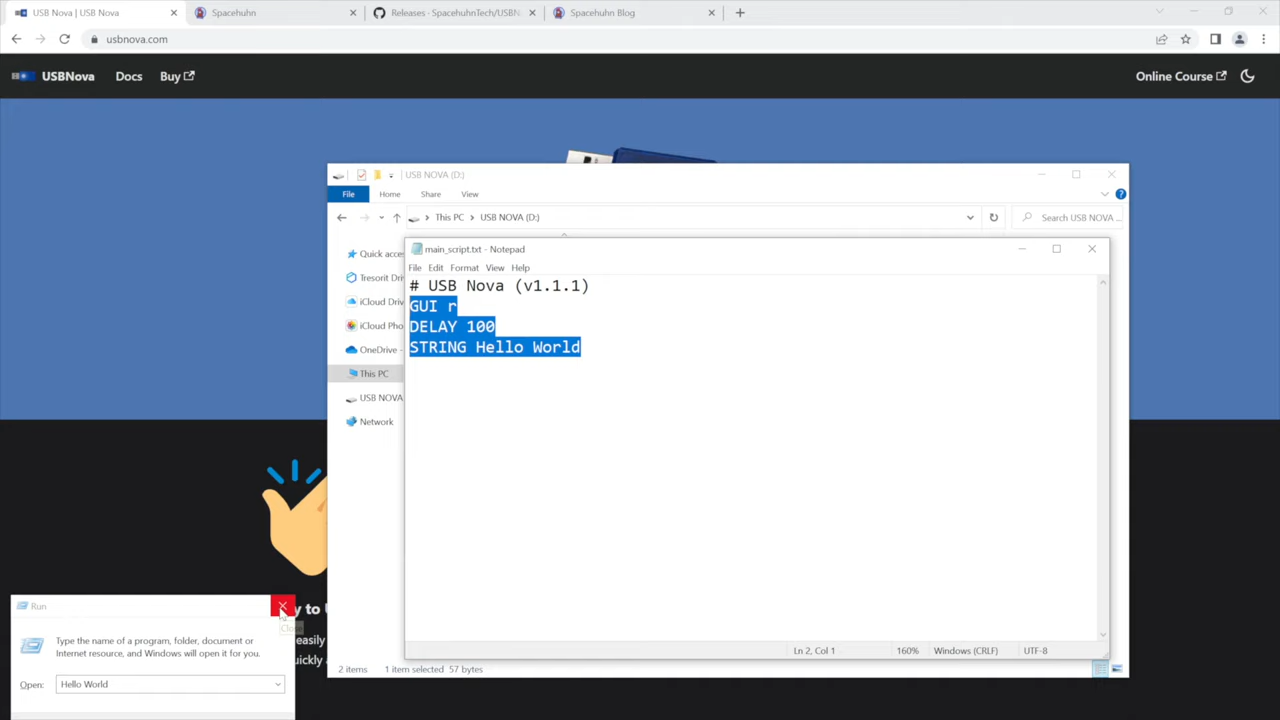 USB Nova | USB Nova
Spacehuhn
Releases · SpacehuhnTech/USBN
Spacehuhn Blog
usbnova.com
USBNova
Docs
Buy
Online Course
USB NOVA (D:)
File
Home
Share
View
This PC
USB NOVA (D:)
Search USB NOVA ...
Quick acce
Tresorit Dri
iCloud Driv
iCloud Pho
OneDrive -
This PC
USB NOVA
Network
main_script.txt - Notepad
File
Edit
Format
View
Help
# USB Nova (v1.1.1)
GUI r
DELAY 100
STRING Hello World
Ln 2, Col 1
160%
Windows (CRLF)
UTF-8
2 items
1 item selected 57 bytes
y to U
easily
uickly a
Run
Close
Type the name of a program, folder, document or
Internet resource, and Windows will open it for you.
Open:
Hello World